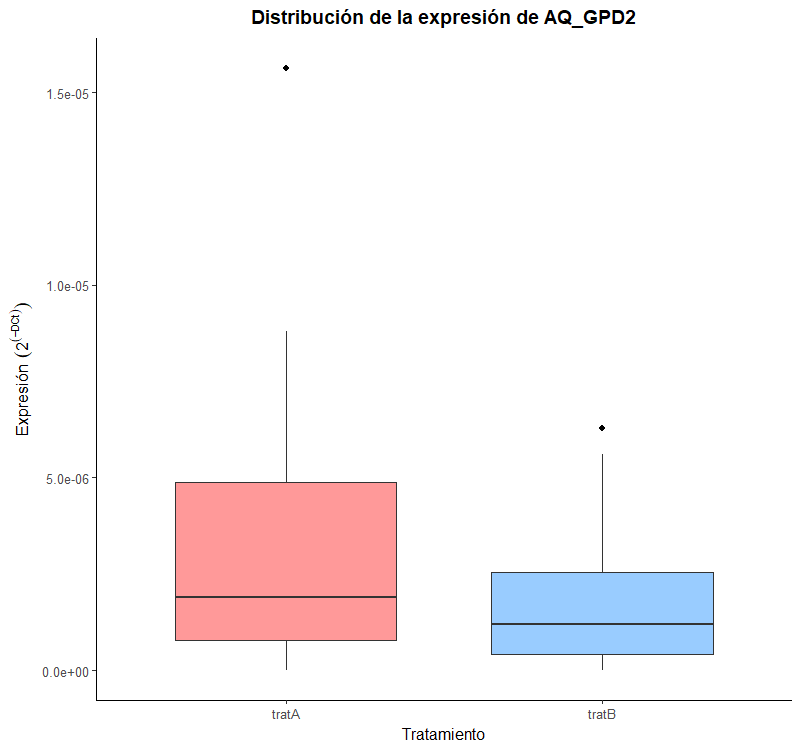 Distribución de la expresión de AQ_GPD2
Expresión (2^(-DCt))
1.5e-05
1.0e-05
5.0e-06
0.0e+00
tratA
tratB
Tratamiento